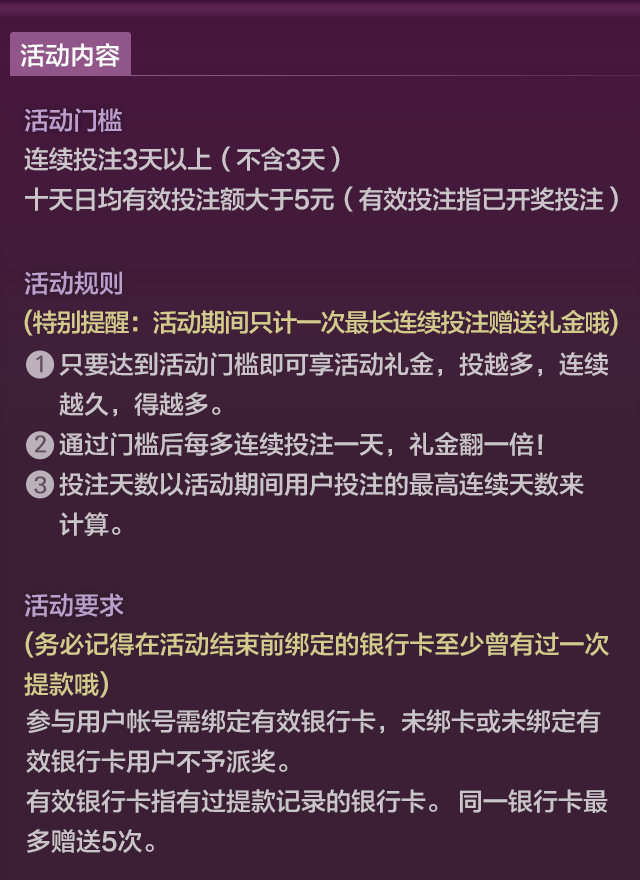 活动内容
活动门槛
连续投注3天以上（不含3天）
十天日均有效投注额大于5元（有效投注指已开奖投注）
活动规则
(特别提醒：活动期间只计一次最长连续投注赠送礼金哦)
① 只要达到活动门槛即可享活动礼金，投越多，连续
越久，得越多。
② 通过门槛后每多连续投注一天，礼金翻一倍！
③ 投注天数以活动期间用户投注的最高连续天数来
计算。
活动要求
(务必记得在活动结束前绑定的银行卡至少曾有过一次
提款哦)
参与用户帐号需绑定有效银行卡，未绑卡或未绑定有
效银行卡用户不予派奖。
有效银行卡指有过提款记录的银行卡。 同一银行卡最
多赠送5次。